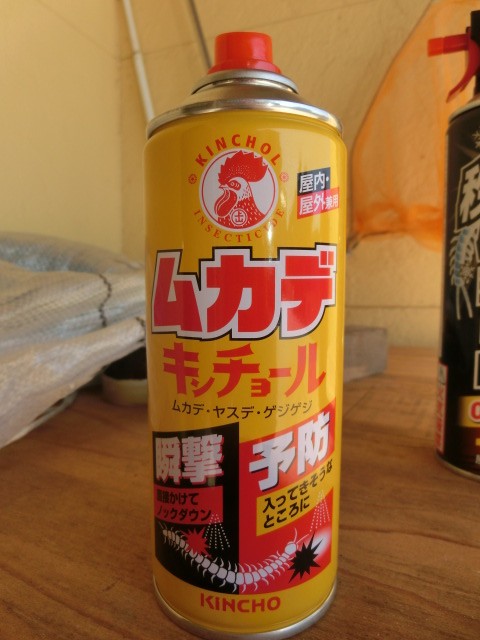 KINCHOL
INSECTICIDE
屋内・
屋外兼用
ムカデ
キンチョール
ムカデ・ヤスデ・ゲジゲジ
瞬撃
直接かけて
ノックダウン
予防
入ってきそうな
ところに
KINCHO